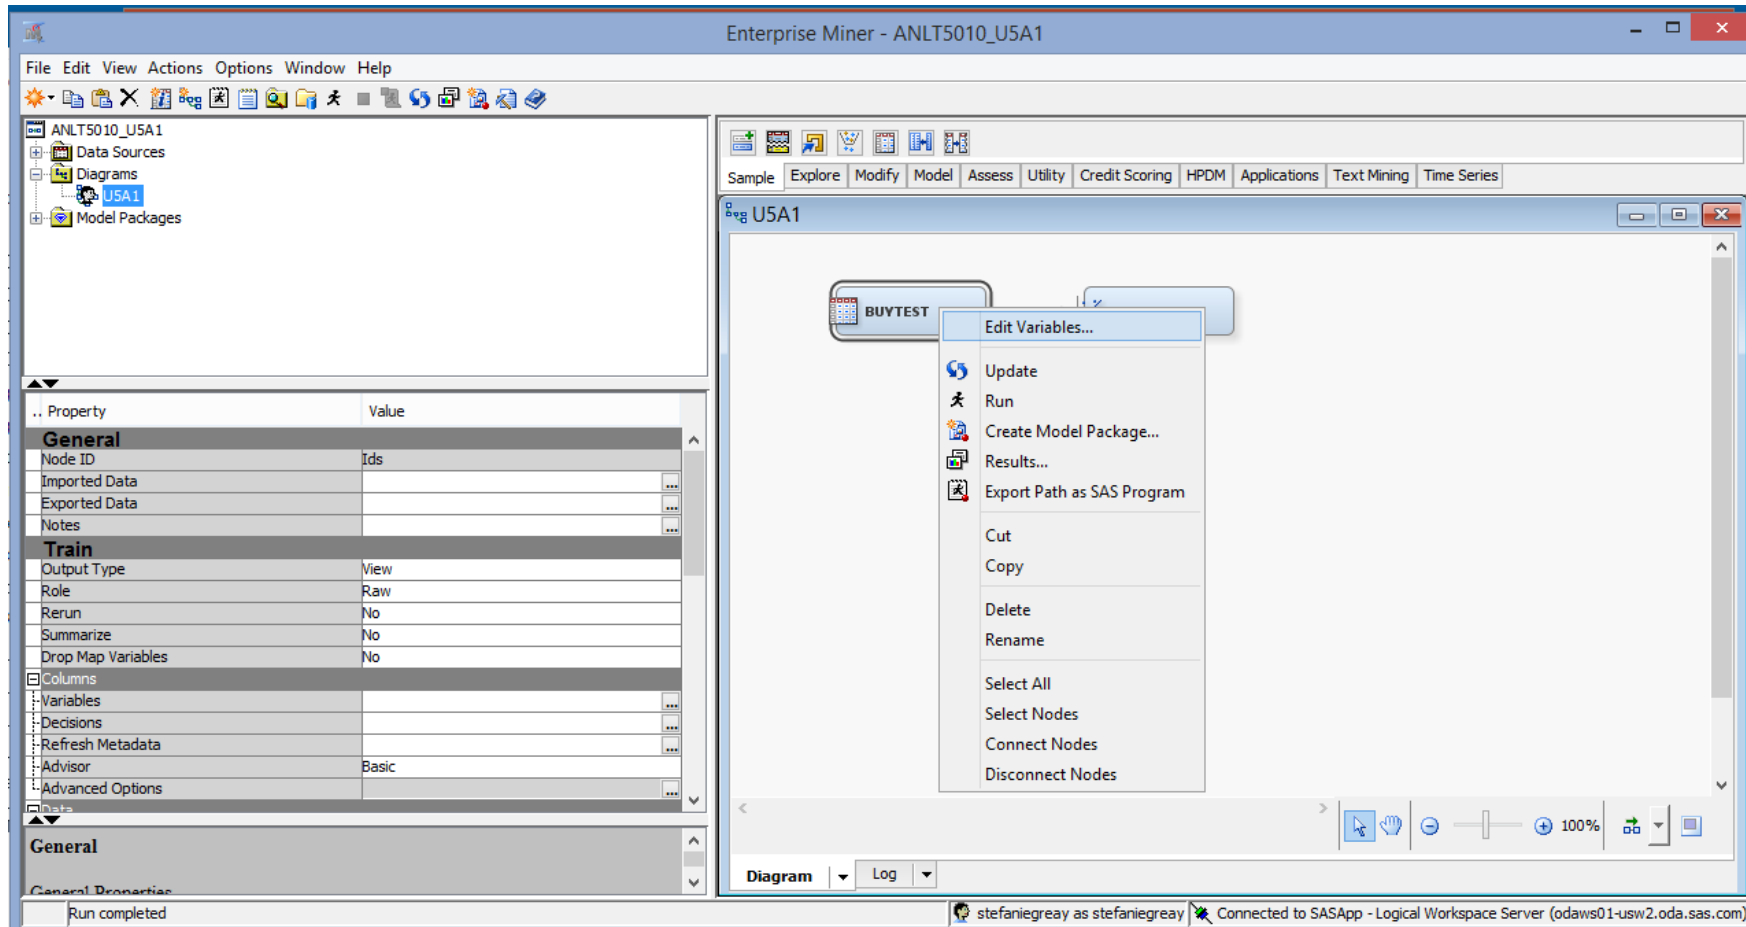 Enterprise Miner - ANLT5010_U5A1
File Edit View Actions Options Window Help
ANLT5010_U5A1
Data Sources
Diagrams
U5A1
Model Packages
.. Property Value
General
Node ID Ids
Imported Data ...
Exported Data ...
Notes ...
Train
Output Type View
Role Raw
Rerun No
Summarize No
Drop Map Variables No
Columns
Variables ...
Decisions ...
Refresh Metadata ...
Advisor Basic
Advanced Options ...
Data
General
General Properties
Run completed
Sample Explore Modify Model Assess Utility Credit Scoring HPDM Applications Text Mining Time Series
U5A1
BUYTEST
Edit Variables...
Update
Run
Create Model Package...
Results...
Export Path as SAS Program
Cut
Copy
Delete
Rename
Select All
Select Nodes
Connect Nodes
Disconnect Nodes
100%
Diagram Log
stefaniegreay as stefaniegreay Connected to SASApp - Logical Workspace Server (odaws01-usw2.oda.sas.com)